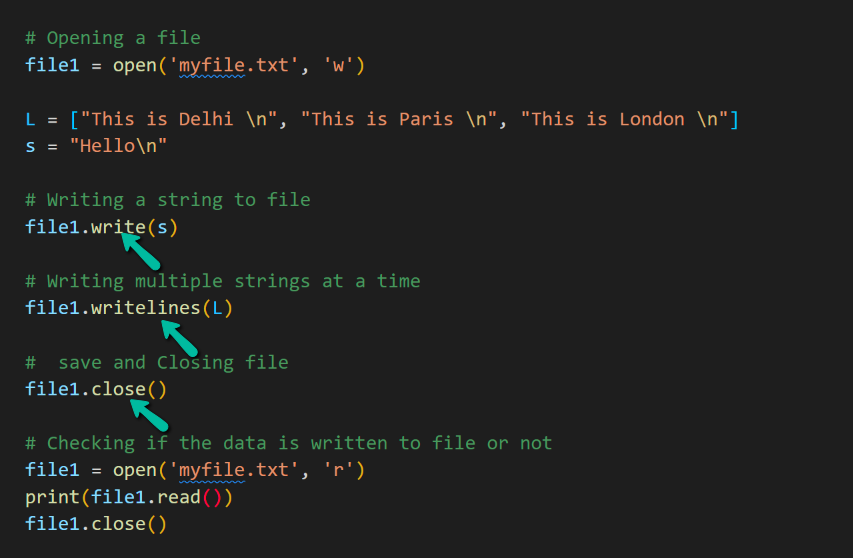 # Opening a file
file1 = open('myfile.txt', 'w')
L = ["This is Delhi \n", "This is Paris \n", "This is London \n"]
s = "Hello\n"
# Writing a string to file
file1.write(s)
# Writing multiple strings at a time
file1.writelines(L)
#  save and Closing file
file1.close()
# Checking if the data is written to file or not
file1 = open('myfile.txt', 'r')
print(file1.read())
file1.close()